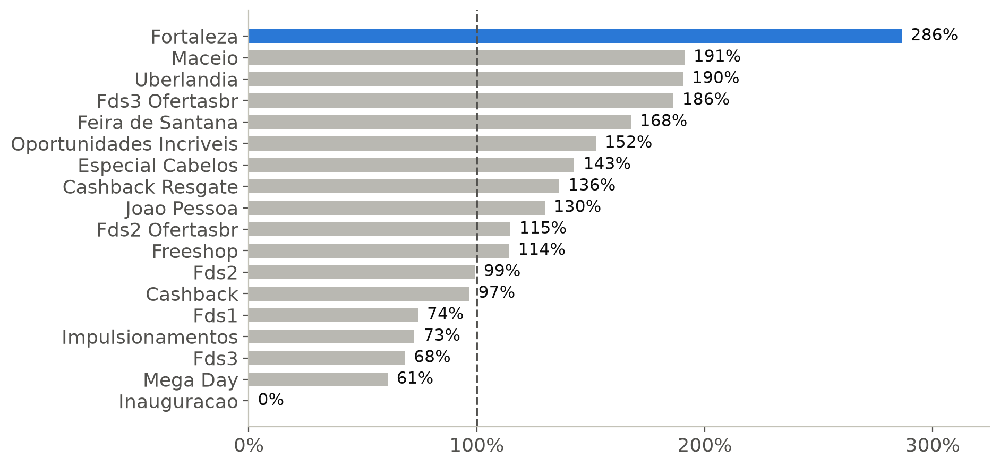 Fortaleza 286%
Maceio 191%
Uberlandia 190%
Fds3 Ofertasbr 186%
Feira de Santana 168%
Oportunidades Incriveis 152%
Especial Cabelos 143%
Cashback Resgate 136%
Joao Pessoa 130%
Fds2 Ofertasbr 115%
Freeshop 114%
Fds2 99%
Cashback 97%
Fds1 74%
Impulsionamentos 73%
Fds3 68%
Mega Day 61%
Inauguracao 0%
0% 100% 200% 300%